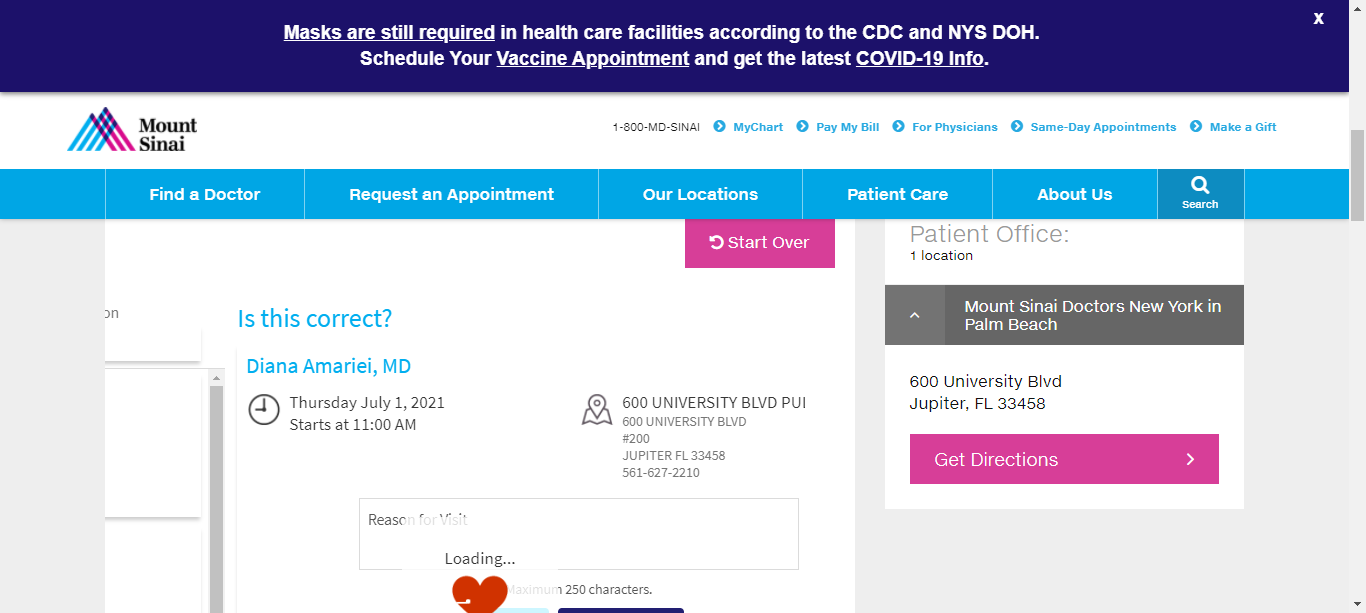 Masks are still required in health care facilities according to the CDC and NYS DOH.
X
Schedule Your Vaccine Appointment and get the latest COVID-19 Info.
Mount
Sinai
1-800-MD-SINAI MyChart Pay My Bill For Physicians Same-Day Appointments Make a Gift
Find a Doctor Request an Appointment Our Locations Patient Care About Us Search
Start Over
on
Is this correct?
Diana Amariei, MD
Thursday July 1, 2021
Starts at 11:00 AM
600 UNIVERSITY BLVD PUI
600 UNIVERSITY BLVD
#200
JUPITER FL 33458
561-627-2210
Reason for Visit
Loading...
Maximum 250 characters.
Patient Office:
1 location
Mount Sinai Doctors New York in
Palm Beach
600 University Blvd
Jupiter, FL 33458
Get Directions